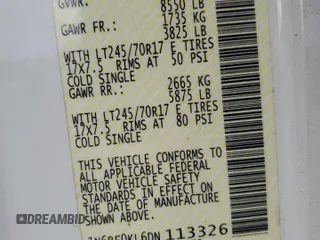 GVWR: 8550 LB
GAWR FR.: 1735 KG
3825 LB
WITH LT245/70R17 E TIRES
17X7.5 RIMS AT 50 PSI
COLD SINGLE
GAWR RR.: 2665 KG
5875 LB
WITH LT245/70R17 E TIRES
17X7.5 RIMS AT 80 PSI
COLD SINGLE
THIS VEHICLE CONFORMS TO
ALL APPLICABLE FEDERAL
MOTOR VEHICLE SAFETY
STANDARDS IN EFFECT ON
THE DATE OF MANUFACTURE
SHOWN ABOVE.
113326
DREAMBID